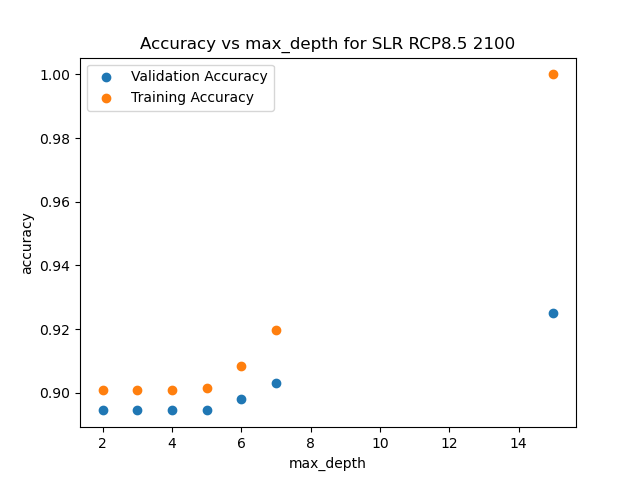 Accuracy vs max_depth for SLR RCP8.5 2100
Validation Accuracy
Training Accuracy
1.00
0.98
0.96
0.94
0.92
0.90
accuracy
2 4 6 8 10 12 14
max_depth